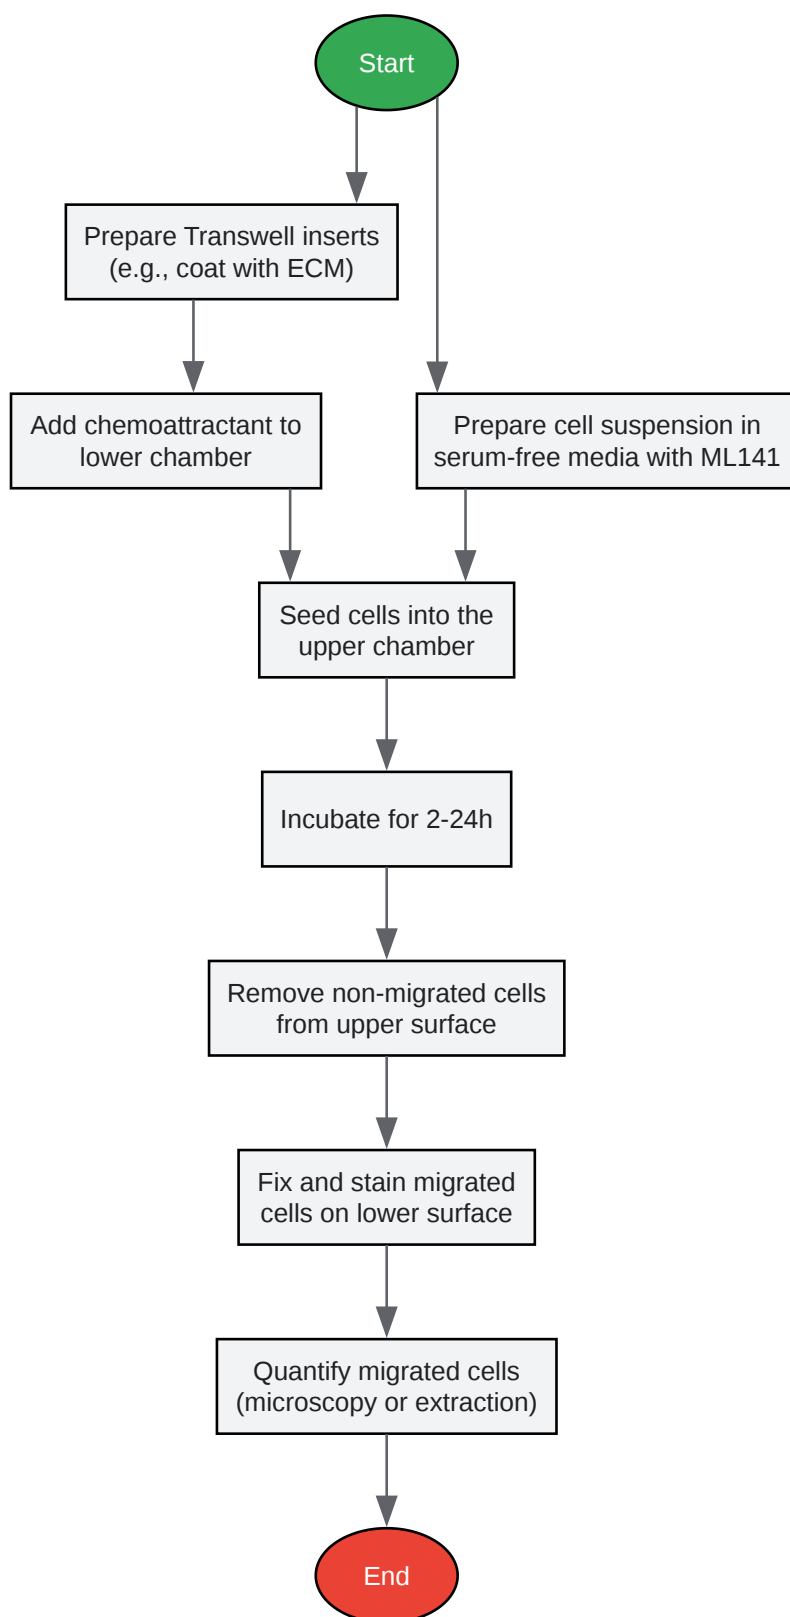 Start
Prepare Transwell inserts
(e.g., coat with ECM)
Add chemoattractant to
lower chamber
Prepare cell suspension in
serum-free media with ML141
Seed cells into the
upper chamber
Incubate for 2-24h
Remove non-migrated cells
from upper surface
Fix and stain migrated
cells on lower surface
Quantify migrated cells
(microscopy or extraction)
End